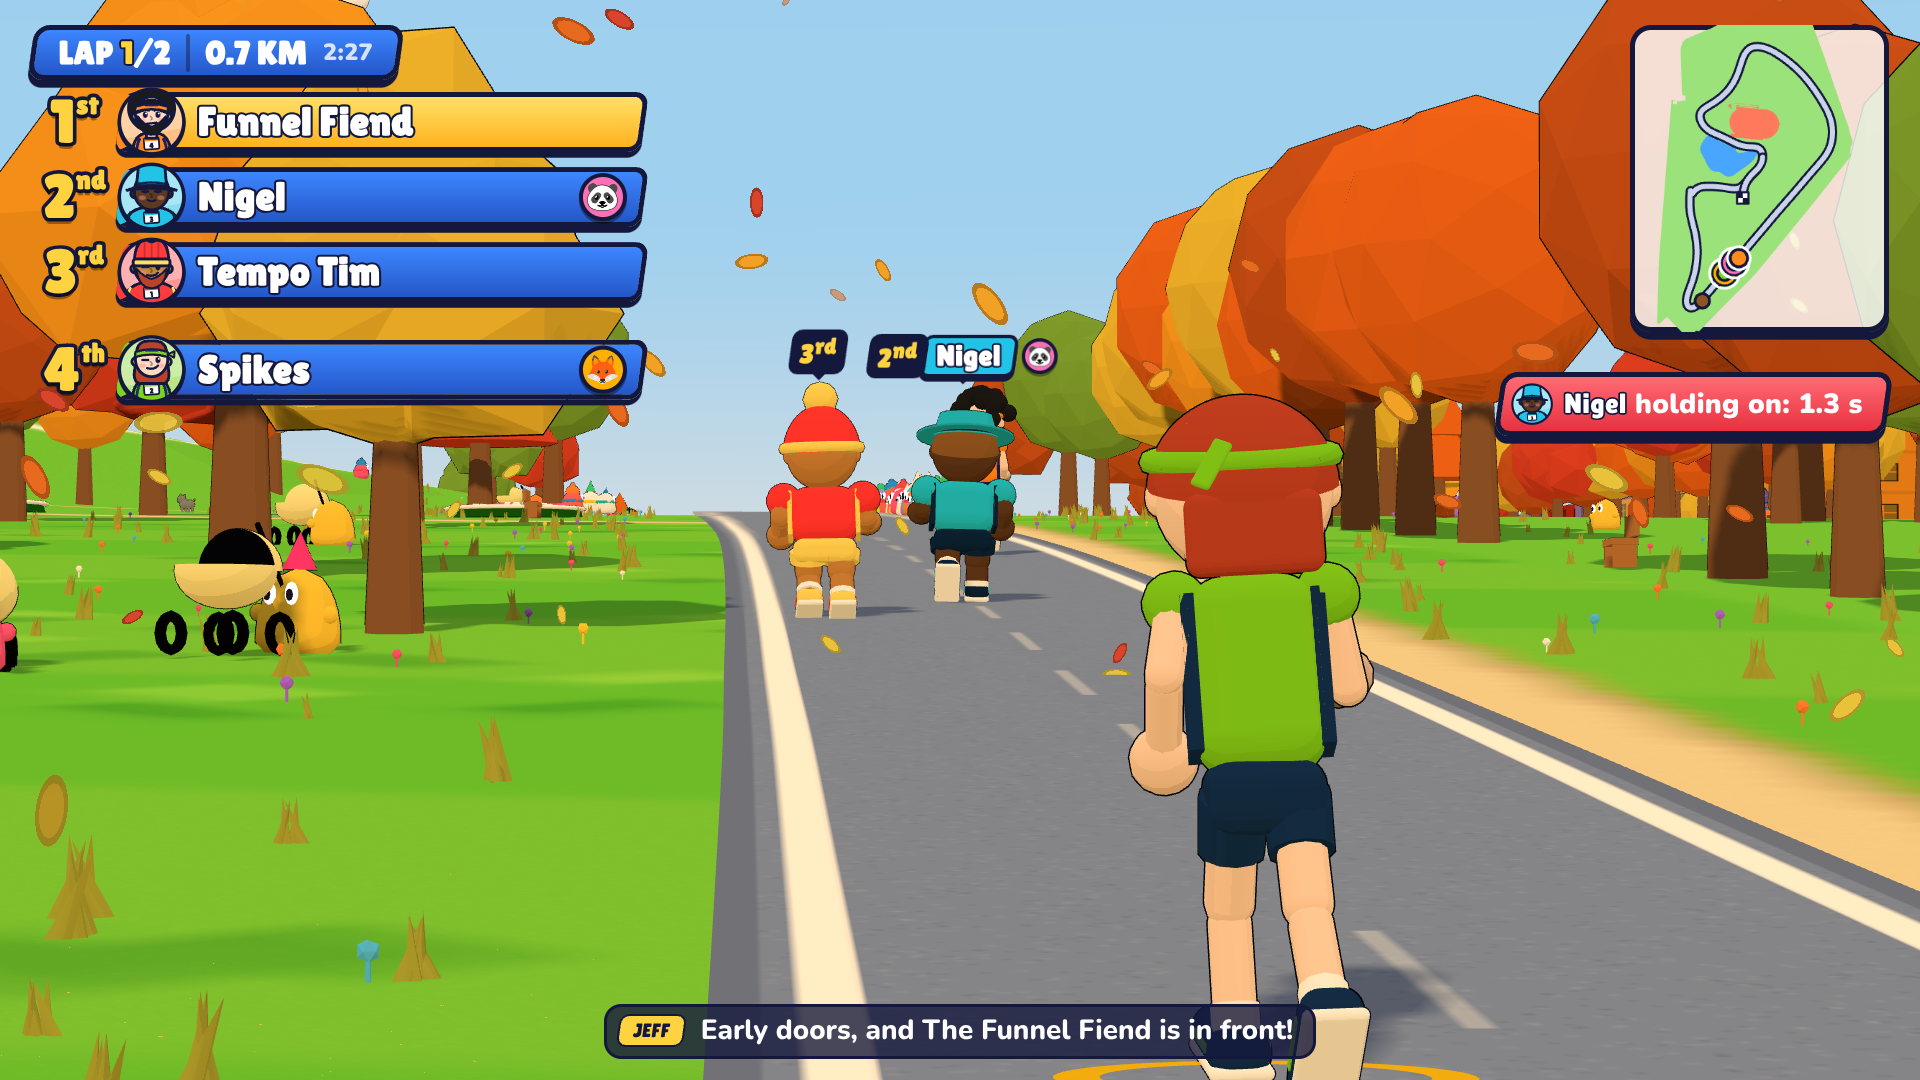 LAP 1/2 0.7 KM 2:27
1st Funnel Fiend
2nd Nigel
3rd Tempo Tim
4th Spikes
3rd
2nd Nigel
Nigel holding on: 1.3 s
JEFF Early doors, and The Funnel Fiend is in front!